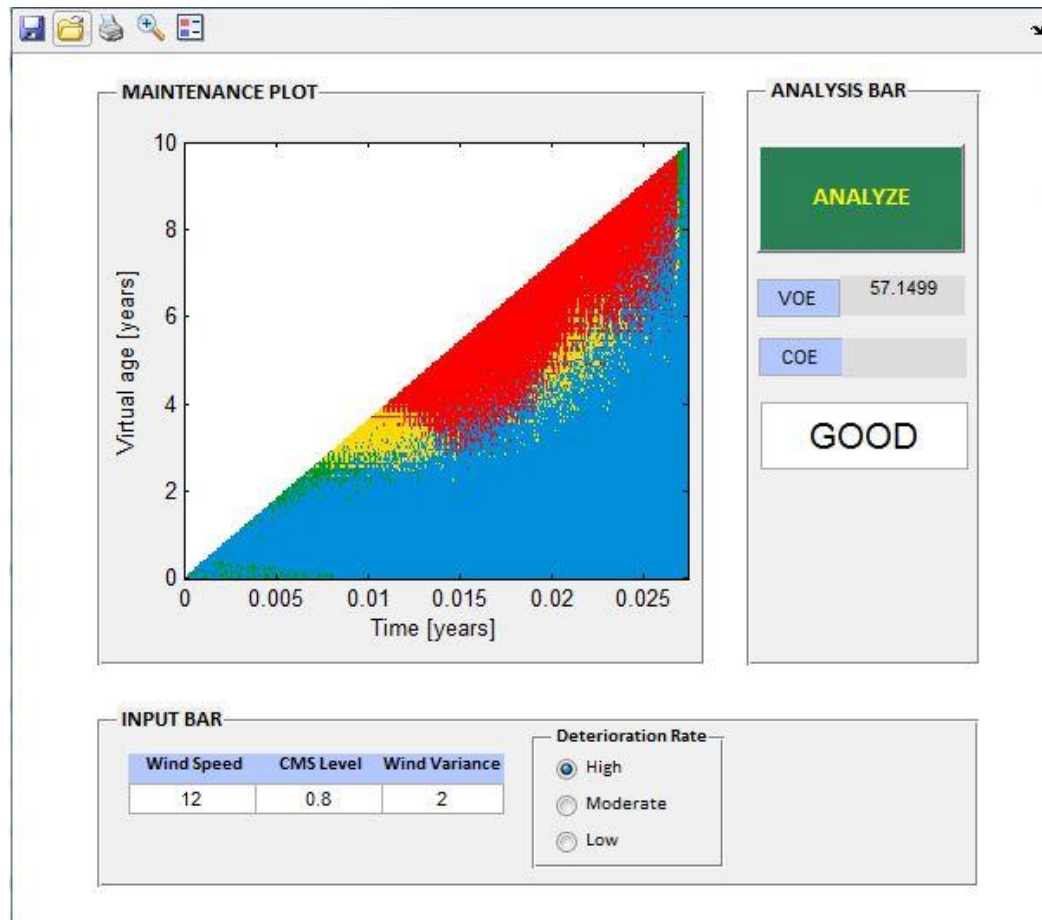 MAINTENANCE PLOT
10
8
6
4
2
0
Virtual age [years]
0 0.005 0.01 0.015 0.02 0.025
Time [years]
ANALYSIS BAR
ANALYZE
VOE 57.1499
COE
GOOD
INPUT BAR
Wind Speed CMS Level Wind Variance
12 0.8 2
Deterioration Rate
High
Moderate
Low